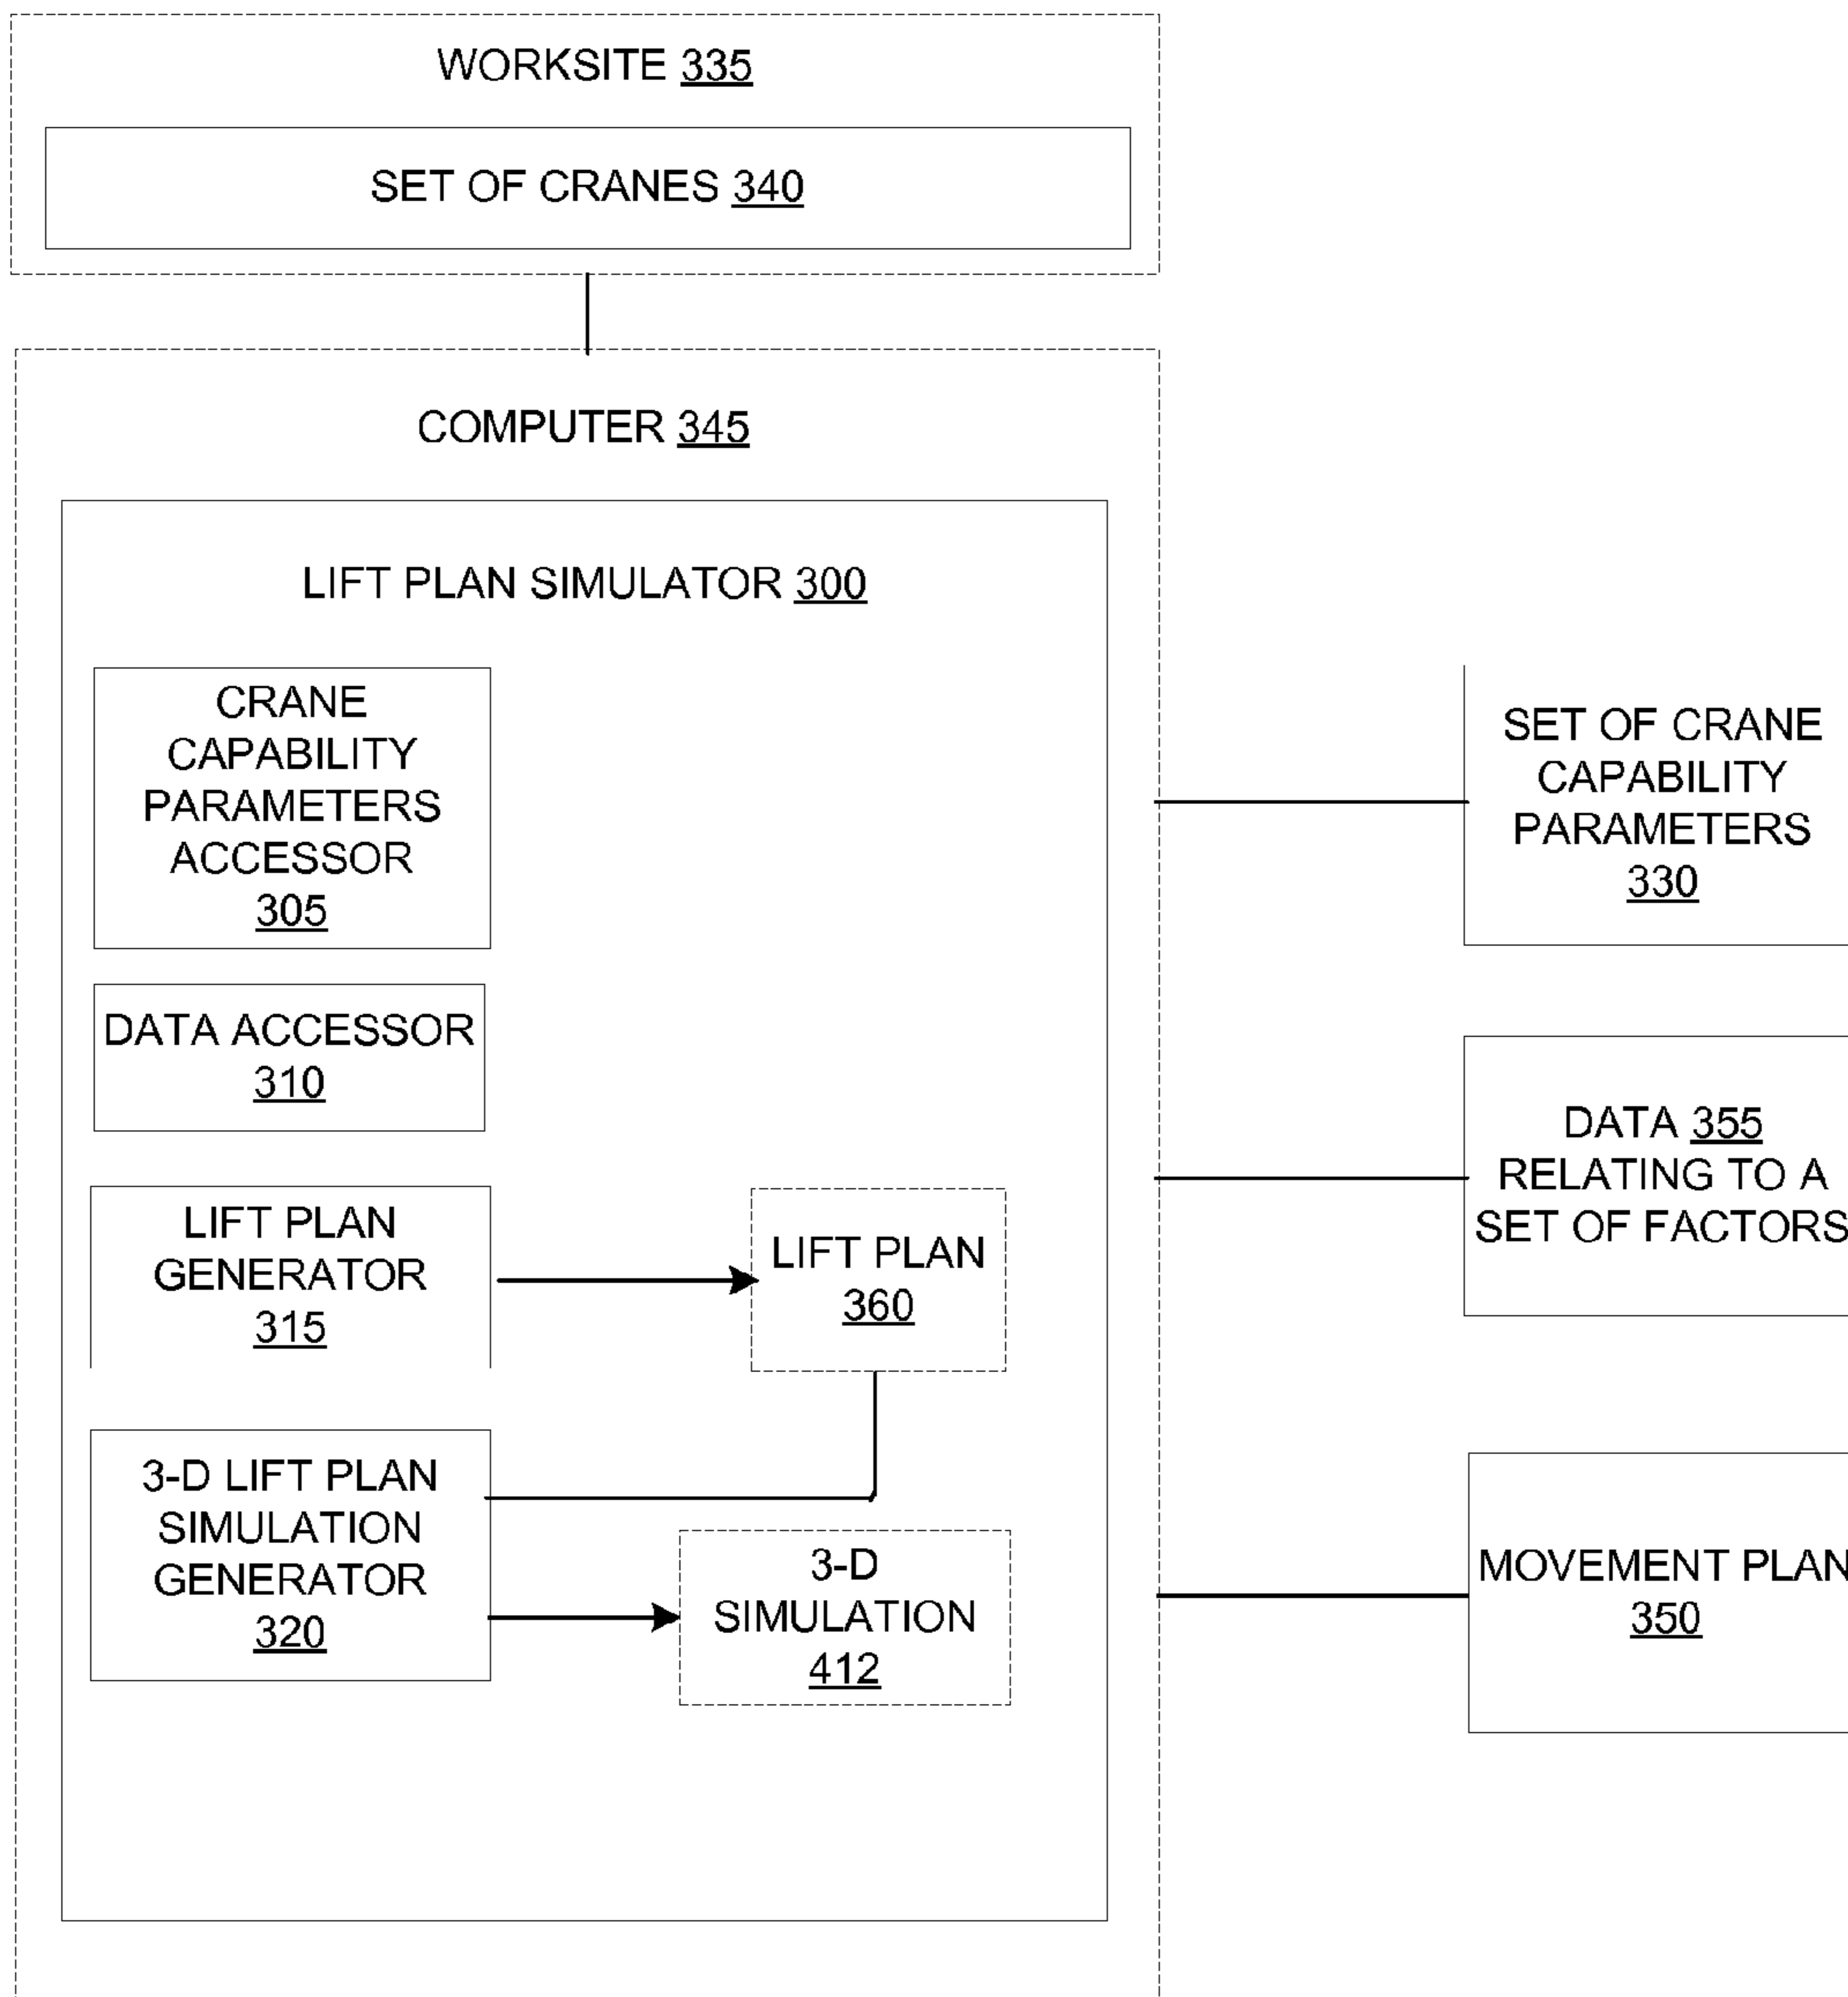 WORKSITE 335
SET OF CRANES 340
COMPUTER 345
LIFT PLAN SIMULATOR 300
CRANE
CAPABILITY
PARAMETERS
ACCESSOR
305
DATA ACCESSOR
310
LIFT PLAN
GENERATOR
315
LIFT PLAN
360
3-D LIFT PLAN
SIMULATION
GENERATOR
320
3-D
SIMULATION
412
SET OF CRANE
CAPABILITY
PARAMETERS
330
DATA 355
RELATING TO A
SET OF FACTORS
MOVEMENT PLAN
350